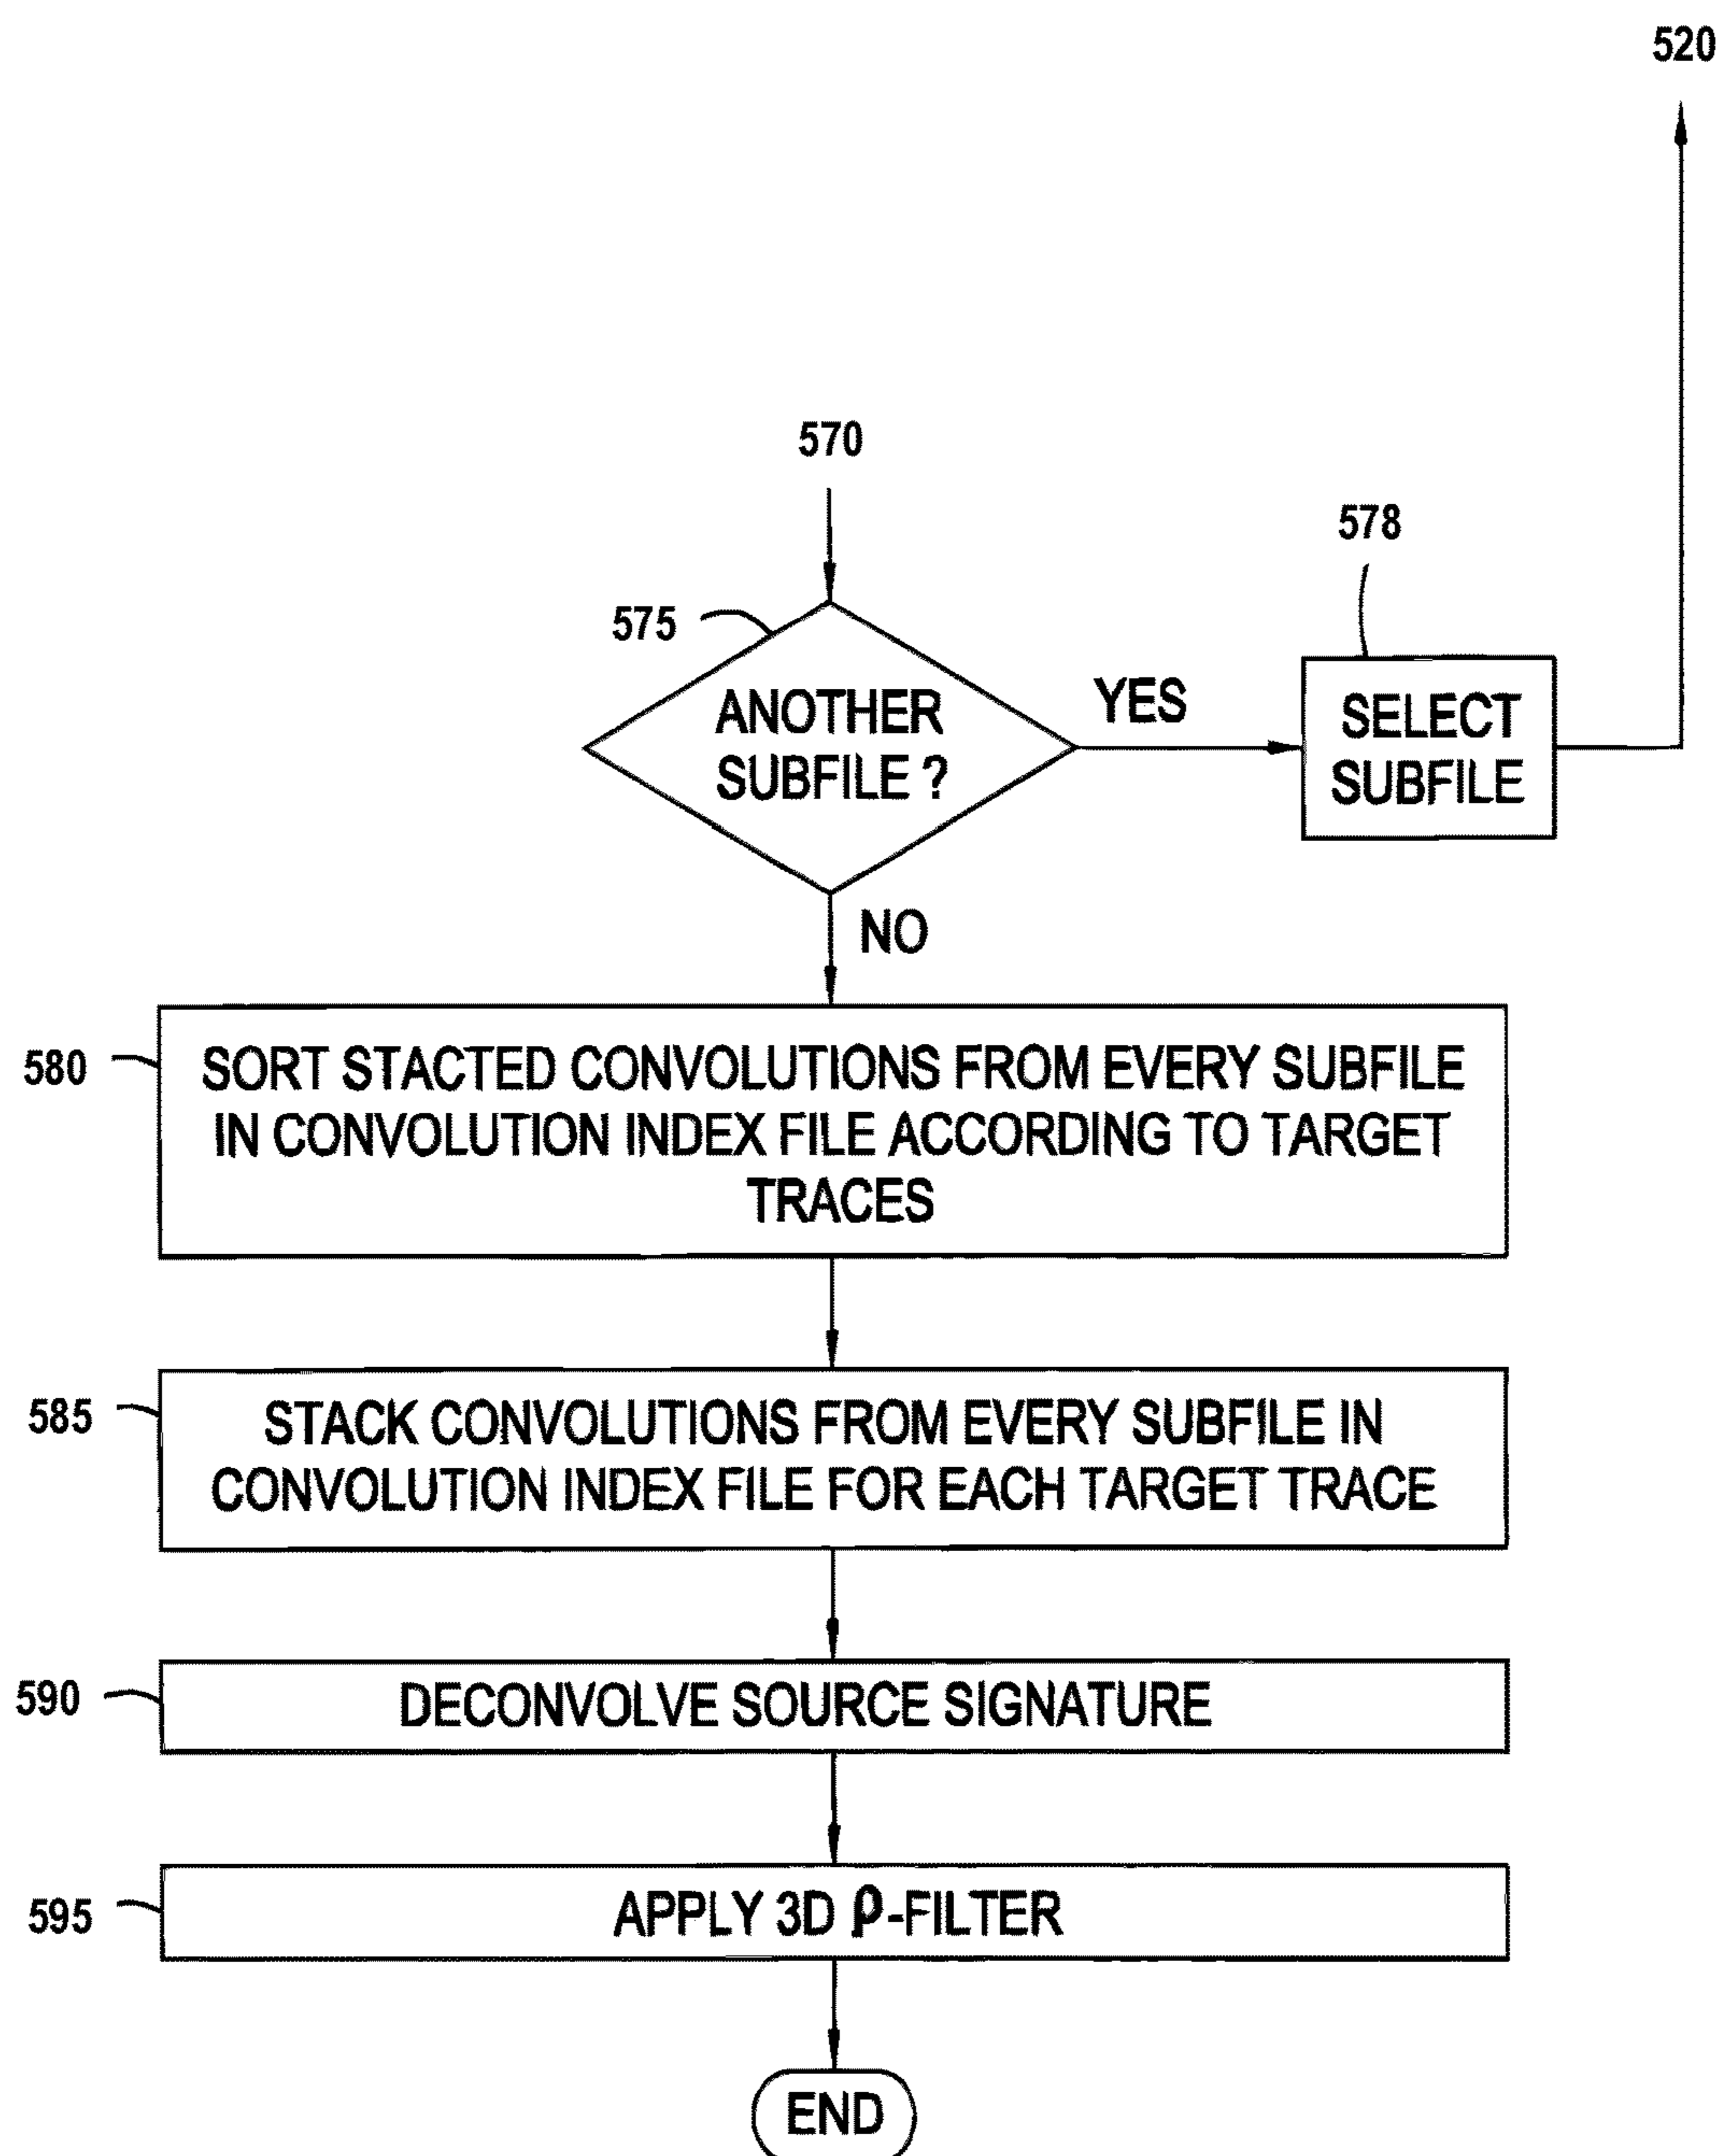 520
570
578
575
ANOTHER
SUBFILE ?
YES
SELECT
SUBFILE
NO
580
SORT STACTED CONVOLUTIONS FROM EVERY SUBFILE
IN CONVOLUTION INDEX FILE ACCORDING TO TARGET
TRACES
585
STACK CONVOLUTIONS FROM EVERY SUBFILE IN
CONVOLUTION INDEX FILE FOR EACH TARGET TRACE
590
DECONVOLVE SOURCE SIGNATURE
595
APPLY 3D ρ-FILTER
END